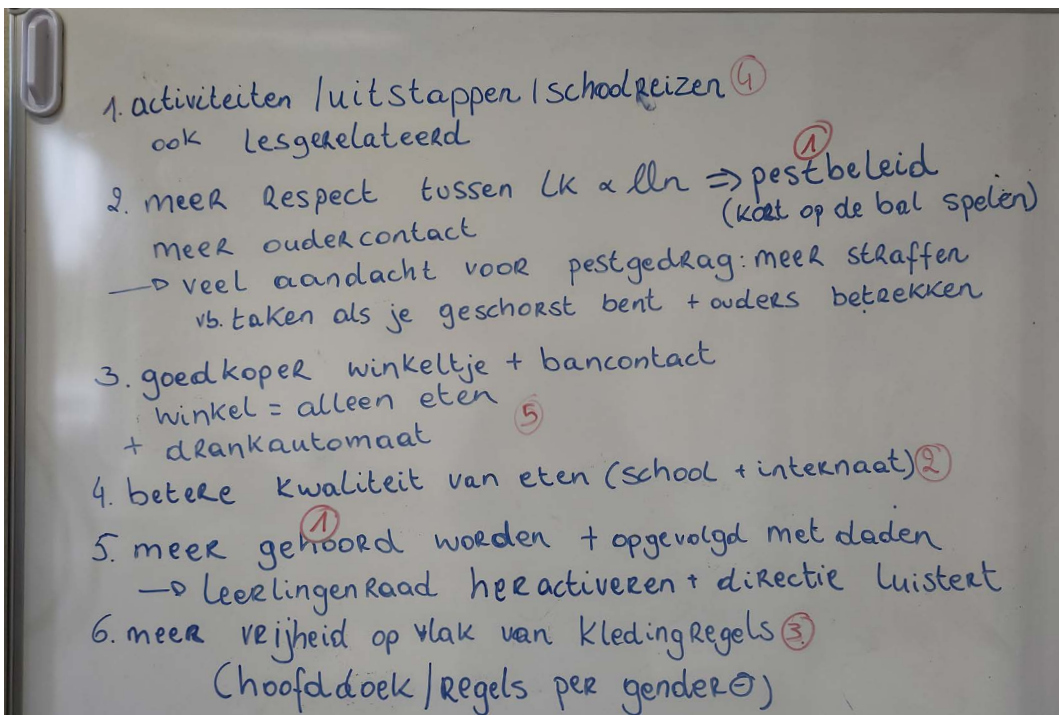 1. activiteiten / uitstappen / schoolreizen ④
ook lesgerelateerd
①
2. meer respect tussen lk & lln ⇒ pestbeleid
(kort op de bal spelen)
meer oudercontact
→ veel aandacht voor pestgedrag: meer straffen
vb. taken als je geschorst bent + ouders betrekken
3. goedkoper winkeltje + bancontact
winkel = alleen eten
⑤
+ drankautomaat
4. betere kwaliteit van eten (school + internaat) ②
①
5. meer gehoord worden + opgevolgd met daden
→ leerlingenraad heractiveren + directie luistert
6. meer vrijheid op vlak van kledingregels ③
(hoofddoek / regels per gender ⊖)